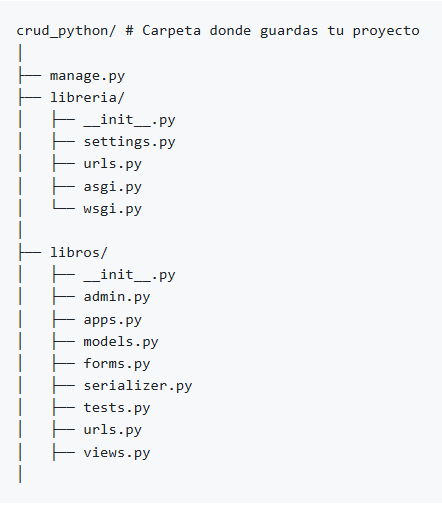 crud_python/ # Carpeta donde guardas tu proyecto
│
├── manage.py
├── libreria/
│   ├── __init__.py
│   ├── settings.py
│   ├── urls.py
│   ├── asgi.py
│   └── wsgi.py
│
├── libros/
│   ├── __init__.py
│   ├── admin.py
│   ├── apps.py
│   ├── models.py
│   ├── forms.py
│   ├── serializer.py
│   ├── tests.py
│   ├── urls.py
│   ├── views.py
│